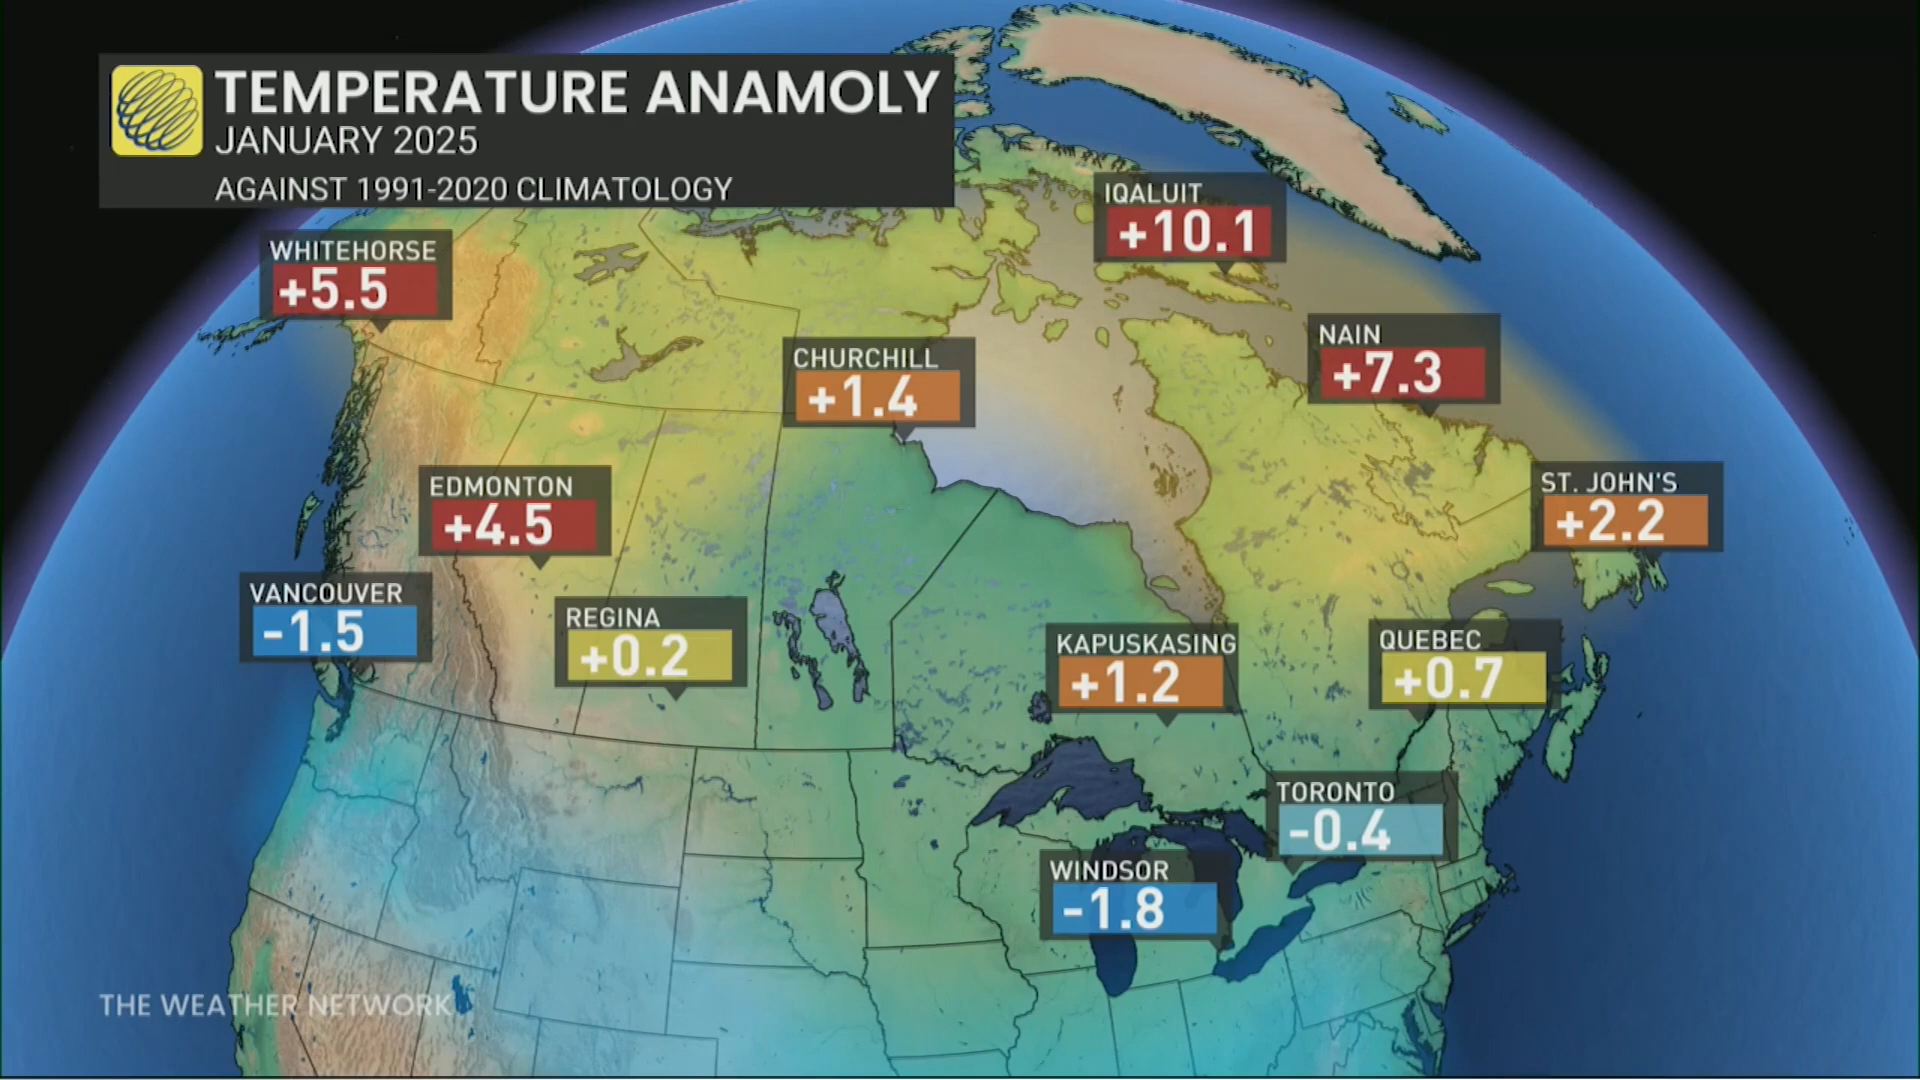 TEMPERATURE ANAMOLY
JANUARY 2025
AGAINST 1991-2020 CLIMATOLOGY
IQALUIT
+10.1
WHITEHORSE
+5.5
NAIN
+7.3
CHURCHILL
+1.4
EDMONTON
+4.5
ST. JOHN'S
+2.2
VANCOUVER
-1.5
REGINA
+0.2
KAPUSKASING
+1.2
QUEBEC
+0.7
TORONTO
-0.4
WINDSOR
-1.8
THE WEATHER NETWORK